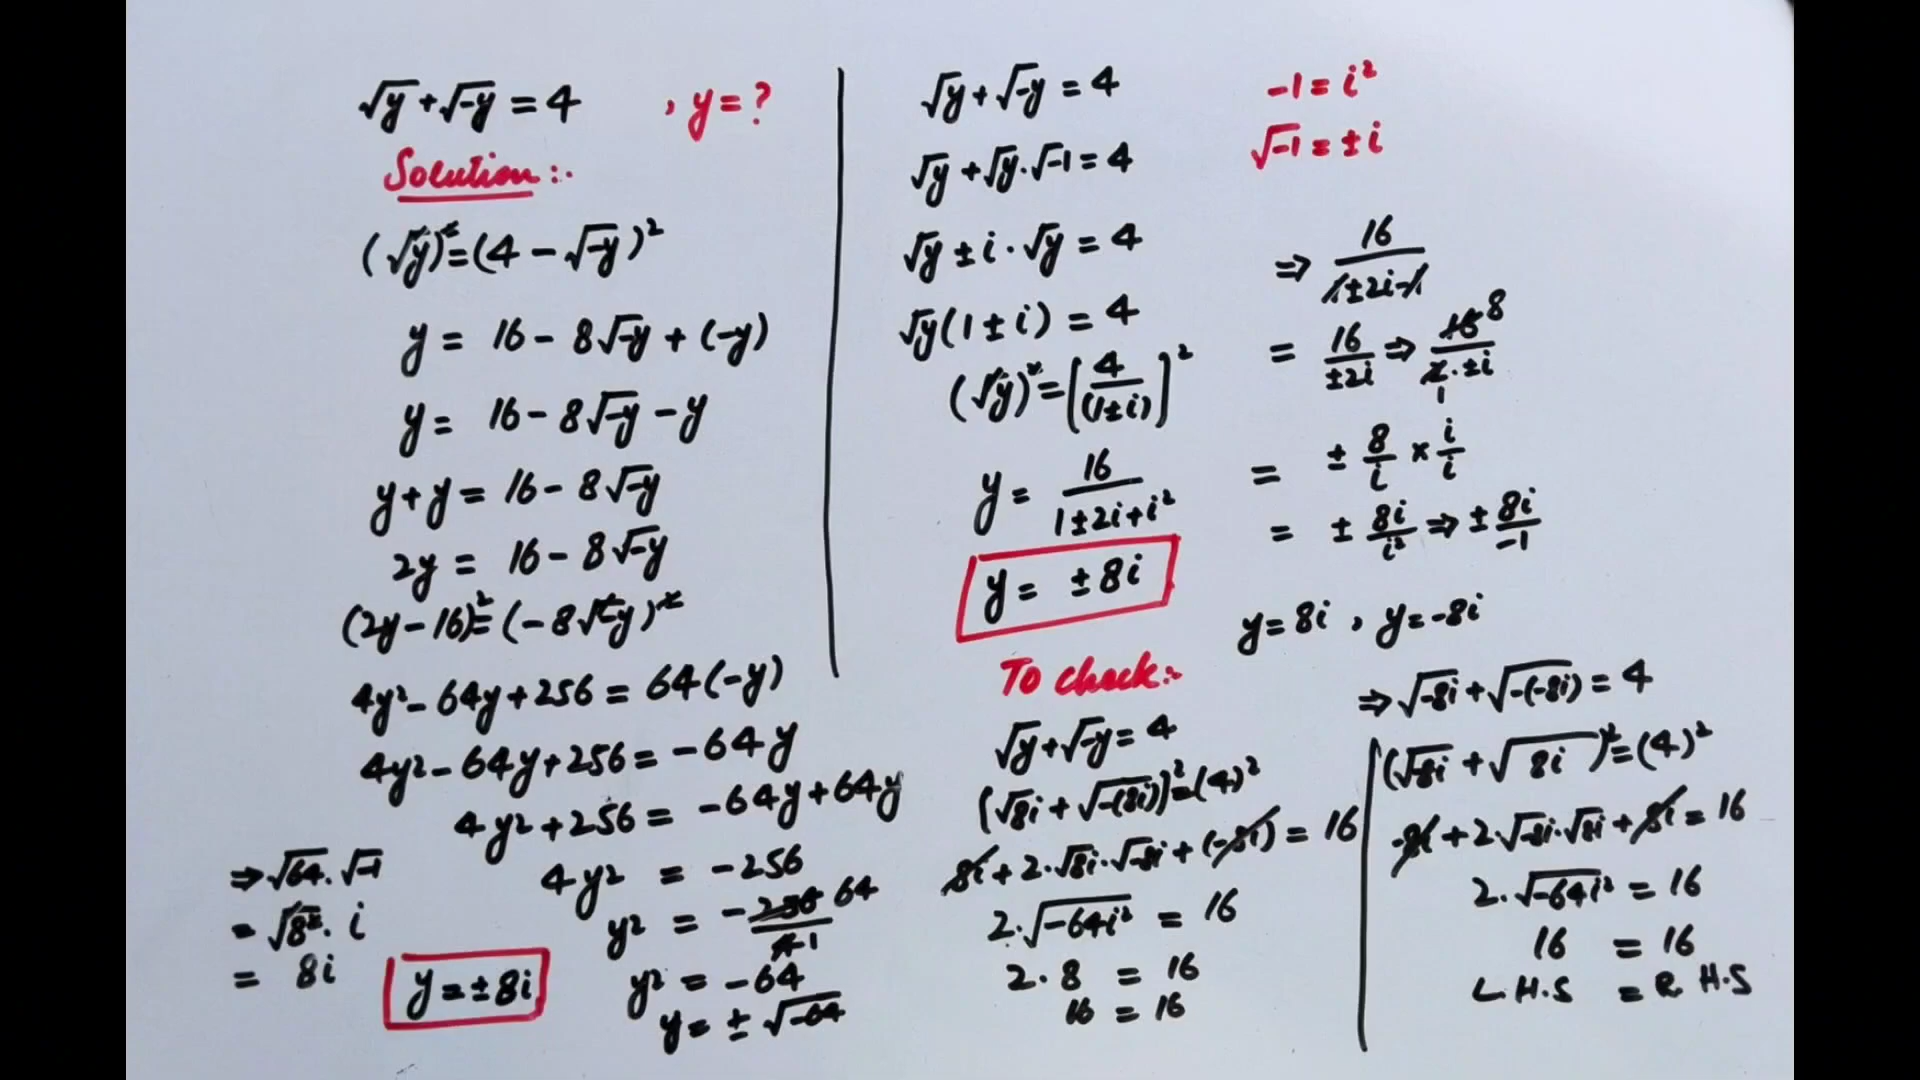 √y + √-y = 4 , y = ?
Solution:-
(√y)² = (4 - √-y)²
y = 16 - 8√-y + (-y)
y = 16 - 8√-y - y
y + y = 16 - 8√-y
2y = 16 - 8√-y
(2y - 16)² = (-8√-y)²
4y² - 64y + 256 = 64(-y)
4y² - 64y + 256 = -64y
4y² + 256 = -64y + 64y
4y² = -256
y² = -256/4 64/1
y² = -64
y = ± √-64
⇒ √64 . √-1
= √8² . i
= 8i
y = ± 8i
√y + √-y = 4
√y + √y . √-1 = 4
√y ± i . √y = 4
√y (1 ± i) = 4
(√y)² = [4/(1±i)]²
y = 16/(1±2i+i²)
y = ± 8i
-1 = i²
√-1 = ± i
⇒ 16/(1±2i-1)
= 16/±2i ⇒ 16/(2 . ±i) 8/1
= ± 8/i × i/i
= ± 8i/i² ⇒ ± 8i/-1
y = 8i , y = -8i
To check:-
√y + √-y = 4
(√8i + √-(8i))² = (4)²
8i + 2 . √8i . √-8i + (-8i) = 16
2 . √-64i² = 16
2 . 8 = 16
16 = 16
⇒ √-8i + √-(-8i) = 4
(√-8i + √8i)² = (4)²
-8i + 2√-8i . √8i + 8i = 16
2 . √-64i² = 16
16 = 16
L.H.S = R.H.S